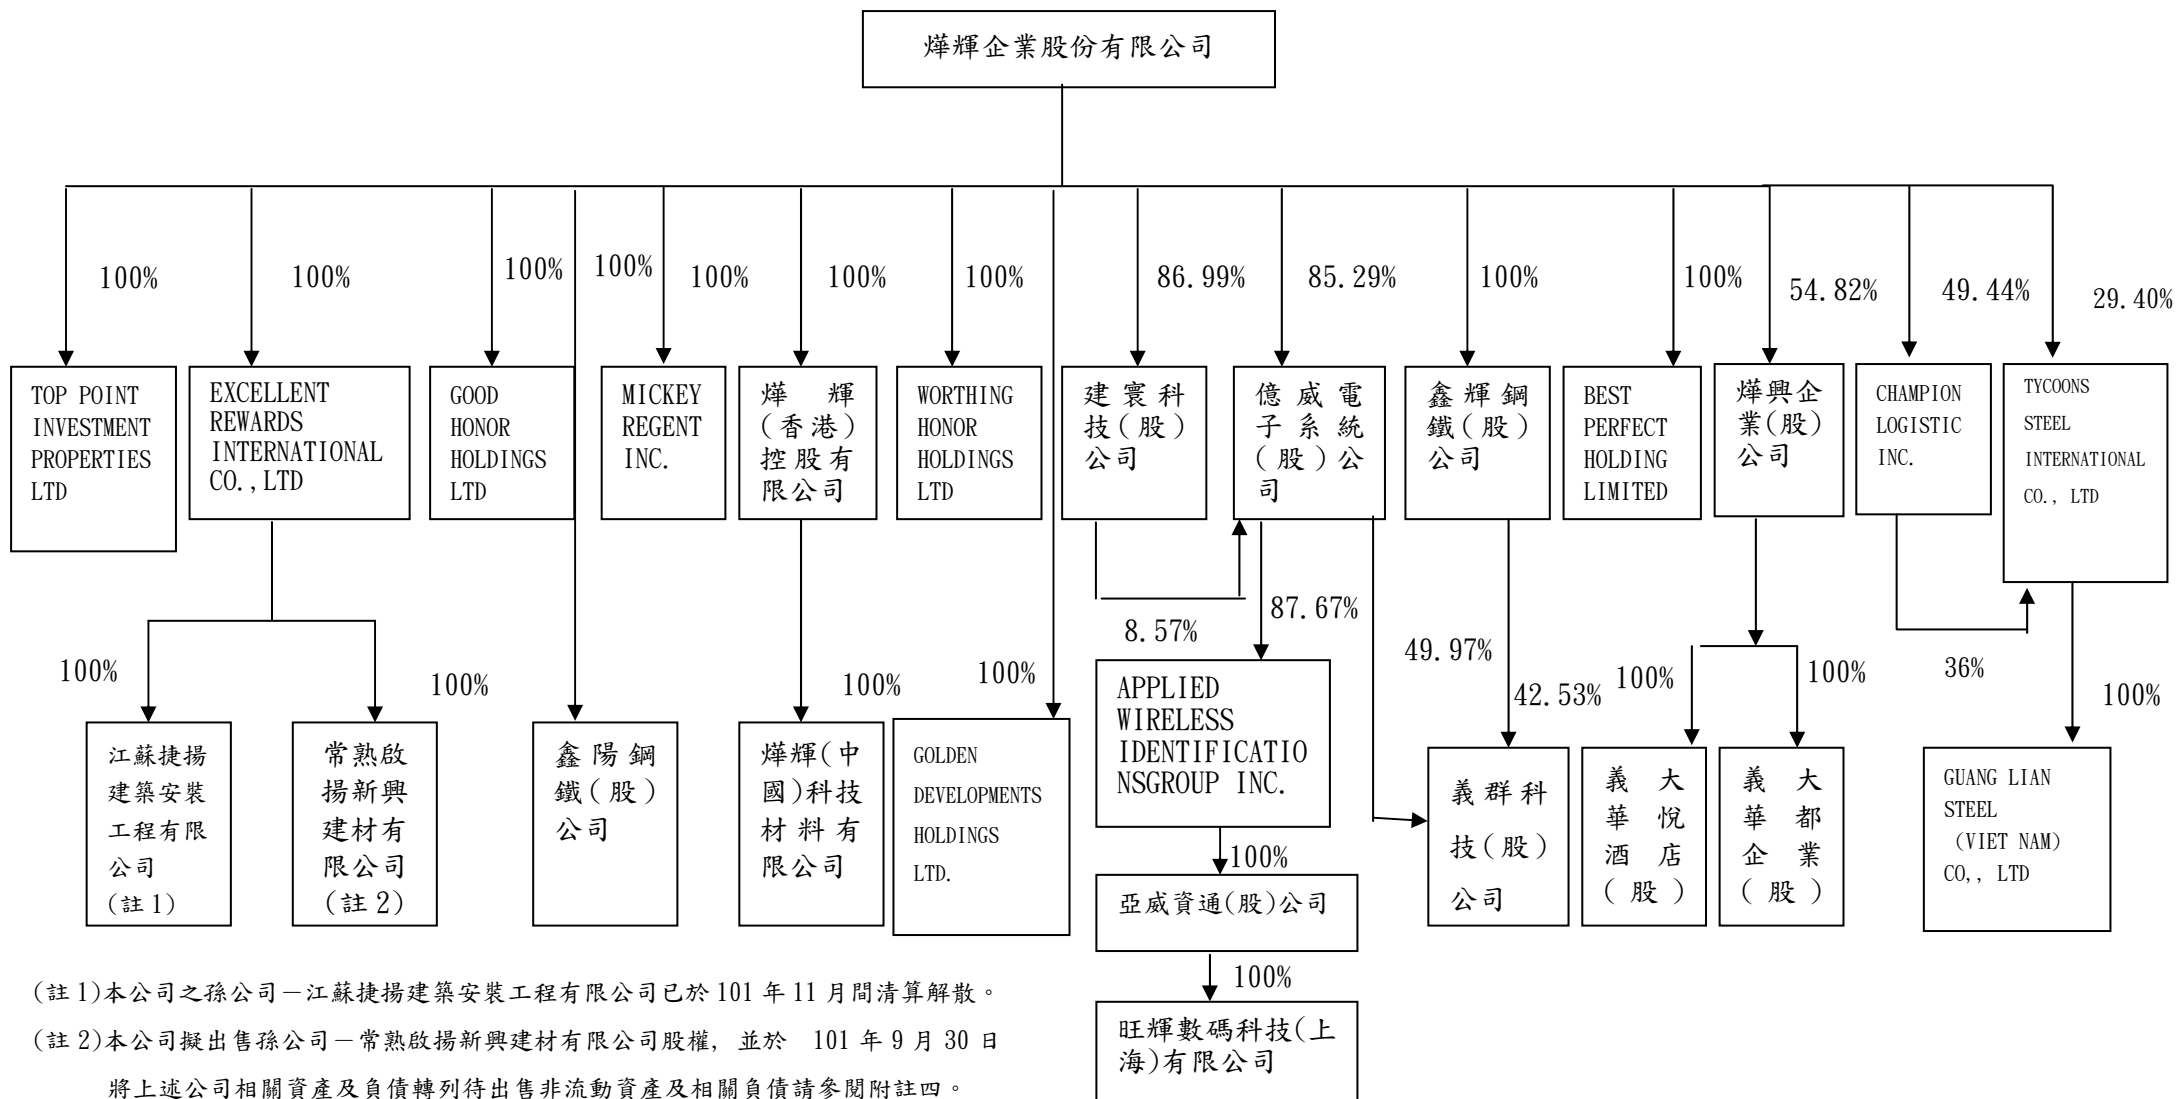 燁輝企業股份有限公司
100%
100%
100%
100%
100%
100%
100%
86.99%
85.29%
100%
100%
54.82%
49.44%
29.40%
TOP POINT
INVESTMENT
PROPERTIES
LTD
EXCELLENT
REWARDS
INTERNATIONAL
CO.,LTD
GOOD
HONOR
HOLDINGS
LTD
MICKEY
REGENT
INC.
燁輝
(香港)
控股有
限公司
WORTHING
HONOR
HOLDINGS
LTD
建寰科
技(股)
公司
億威電
子系統
(股)公
司
鑫輝鋼
鐵(股)
公司
BEST
PERFECT
HOLDING
LIMITED
燁興企
業(股)
公司
CHAMPION
LOGISTIC
INC.
TYCOONS
STEEL
INTERNATIONAL
CO., LTD
8.57%
87.67%
49.97%
42.53%
36%
100%
100%
100%
100%
100%
100%
100%
江蘇捷揚
建築安裝
工程有限
公司
(註1)
常熟啟
揚新興
建材有
限公司
(註2)
鑫陽鋼
鐵(股)
公司
燁輝(中
國)科技
材料有
限公司
GOLDEN
DEVELOPMENTS
HOLDINGS
LTD.
APPLIED
WIRELESS
IDENTIFICATIO
NSGROUP INC.
義群科
技(股)
公司
義大
華悅
酒店
(股)
義大
華都
企業
(股)
GUANG LIAN
STEEL
(VIET NAM)
CO,, LTD
100%
亞威資通(股)公司
100%
旺輝數碼科技(上
海)有限公司
(註1)本公司之孫公司－江蘇捷揚建築安裝工程有限公司已於101年11月間清算解散。
(註2)本公司擬出售孫公司－常熟啟揚新興建材有限公司股權, 並於 101年9月30日
將上述公司相關資產及負債轉列待出售非流動資產及相關負債請參閱附註四。